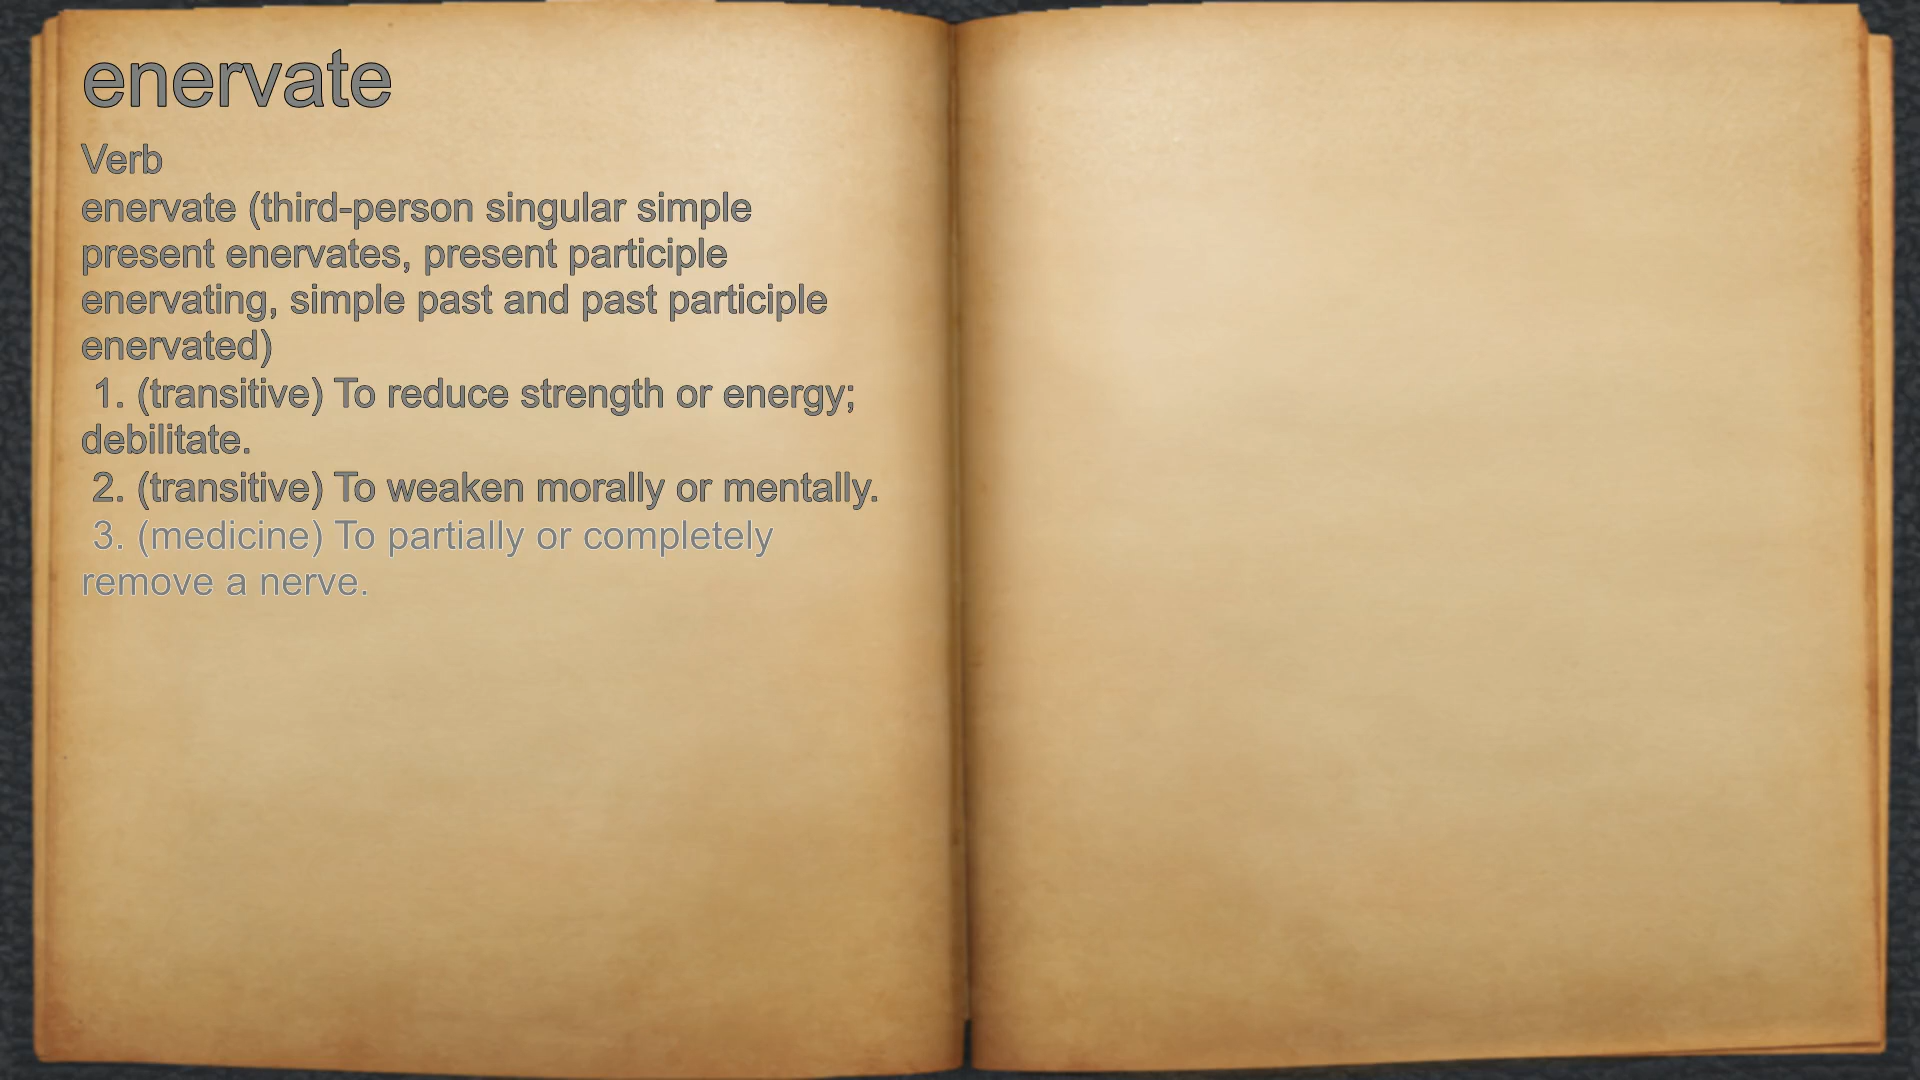 enervate
Verb
enervate (third-person singular simple
present enervates, present participle
enervating, simple past and past participle
enervated)
1. (transitive) To reduce strength or energy;
debilitate.
2. (transitive) To weaken morally or mentally.
3. (medicine) To partially or completely
remove a nerve.